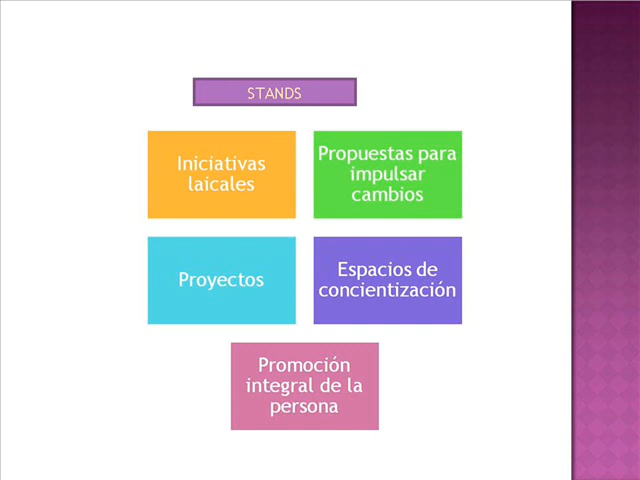 STANDS
Iniciativas
laicales
Propuestas para
impulsar
cambios
Proyectos
Espacios de
concientización
Promoción
integral de la
persona